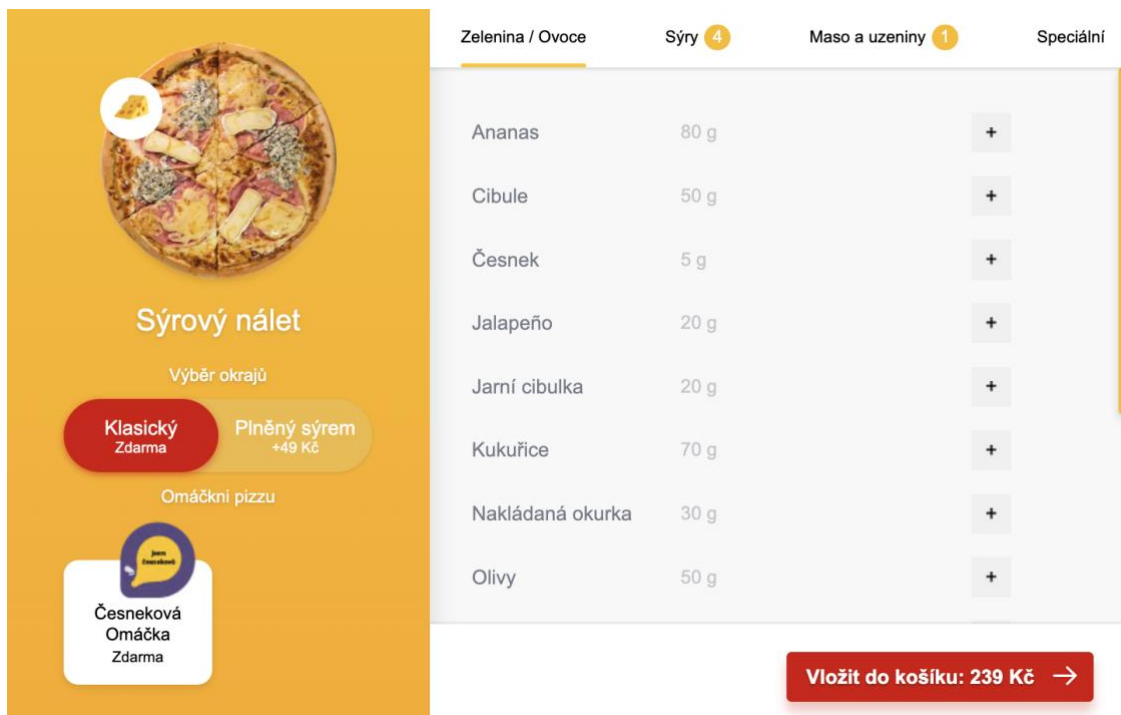 Sýrový nálet
Výběr okrajů
Klasický
Zdarma
Plněný sýrem
+49 Kč
Omáčkni pizzu
jsem
česneková
Česneková
Omáčka
Zdarma
Zelenina / Ovoce
Sýry 4
Maso a uzeniny 1
Speciální
Ananas 80 g +
Cibule 50 g +
Česnek 5 g +
Jalapeño 20 g +
Jarní cibulka 20 g +
Kukuřice 70 g +
Nakládaná okurka 30 g +
Olivy 50 g +
Vložit do košíku: 239 Kč →